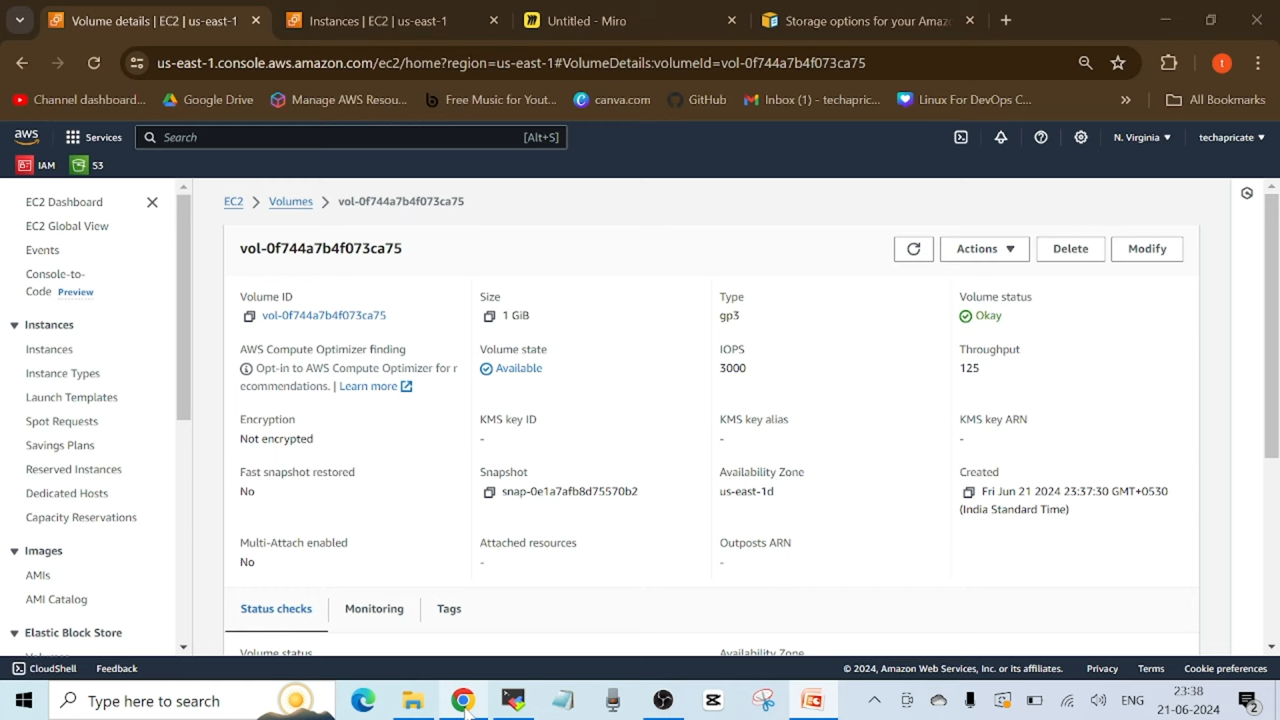 Volume details | EC2 | us-east-1
Instances | EC2 | us-east-1
Untitled - Miro
Storage options for your Amazo
us-east-1.console.aws.amazon.com/ec2/home?region=us-east-1#VolumeDetails:volumeId=vol-0f744a7b4f073ca75
t
Channel dashboard...
Google Drive
Manage AWS Resou...
Free Music for Yout...
canva.com
GitHub
Inbox (1) - techapric...
Linux For DevOps C...
All Bookmarks
aws
Services
Search
[Alt+S]
N. Virginia
techapricate
IAM
S3
EC2 Dashboard
EC2 Global View
Events
Console-to-
Code Preview
Instances
Instances
Instance Types
Launch Templates
Spot Requests
Savings Plans
Reserved Instances
Dedicated Hosts
Capacity Reservations
Images
AMIs
AMI Catalog
Elastic Block Store
Volumes
EC2 > Volumes > vol-0f744a7b4f073ca75
vol-0f744a7b4f073ca75
Actions
Delete
Modify
Volume ID
vol-0f744a7b4f073ca75
Size
1 GiB
Type
gp3
Volume status
Okay
AWS Compute Optimizer finding
Opt-in to AWS Compute Optimizer for r
ecommendations. | Learn more
Volume state
Available
IOPS
3000
Throughput
125
Encryption
Not encrypted
KMS key ID
-
KMS key alias
-
KMS key ARN
-
Fast snapshot restored
No
Snapshot
snap-0e1a7afb8d75570b2
Availability Zone
us-east-1d
Created
Fri Jun 21 2024 23:37:30 GMT+0530
(India Standard Time)
Multi-Attach enabled
No
Attached resources
-
Outposts ARN
-
Status checks
Monitoring
Tags
Volume status
Availability Zone
CloudShell
Feedback
© 2024, Amazon Web Services, Inc. or its affiliates.
Privacy
Terms
Cookie preferences
Type here to search
ENG
23:38
21-06-2024
2